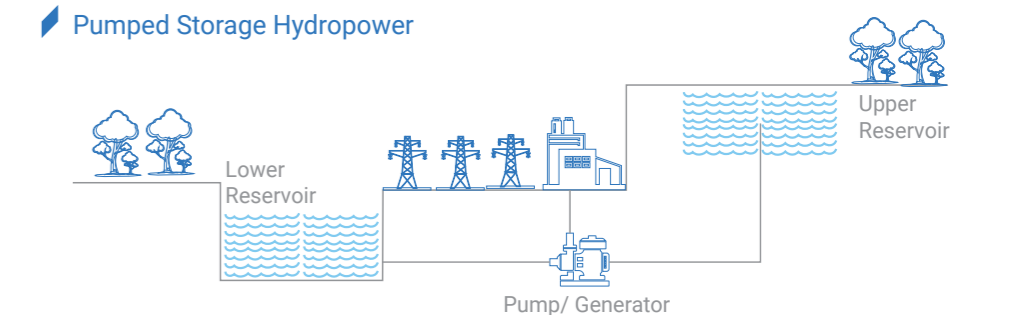 Pumped Storage Hydropower
Upper
Reservoir
Lower
Reservoir
Pump/ Generator